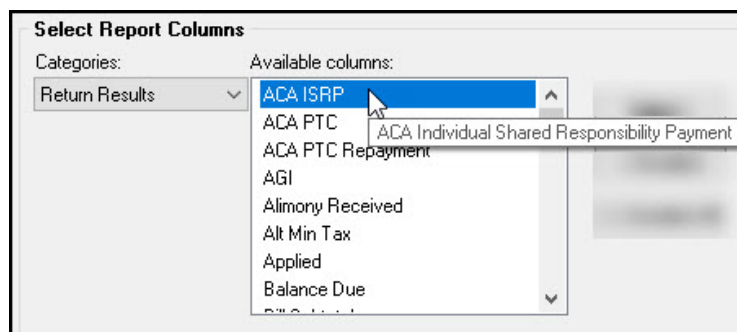 Select Report Columns
Categories:
Available columns:
Return Results
ACA ISRP
ACA PTC
ACA Individual Shared Responsibility Payment
ACA PTC Repayment
AGI
Alimony Received
Alt Min Tax
Applied
Balance Due